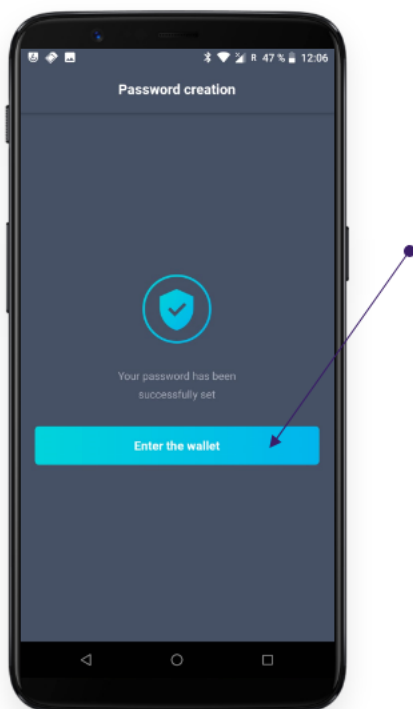 R 47 % 12:06
Password creation
Your password has been
successfully set
Enter the wallet